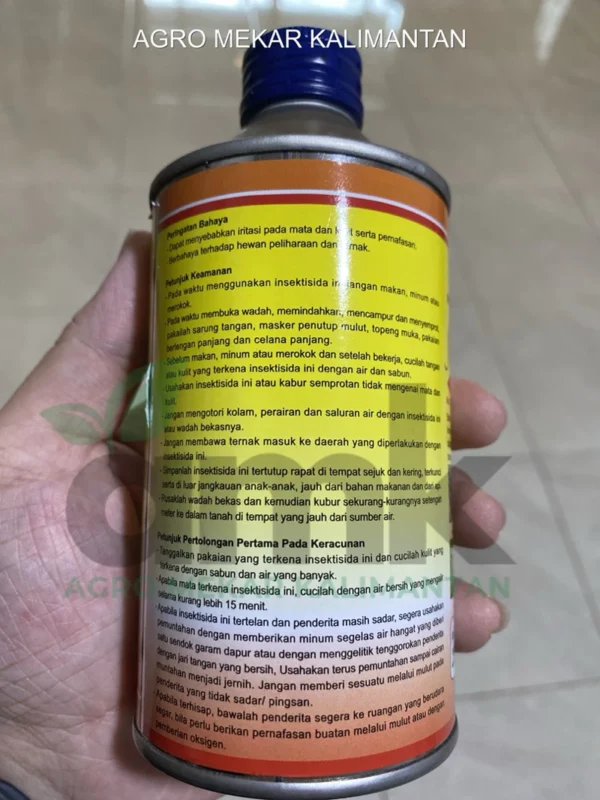 AGRO MEKAR KALIMANTAN
Peringatan Bahaya
- Dapat menyebabkan iritasi pada mata dan kulit serta pernafasan.
- Berbahaya terhadap hewan peliharaan dan ternak.
Petunjuk Keamanan
- Pada waktu menggunakan insektisida ini jangan makan, minum atau
merokok.
- Pada waktu membuka wadah, memindahkan, mencampur dan menyemprot,
pakailah sarung tangan, masker penutup mulut, topeng muka, pakaian
berlengan panjang dan celana panjang.
- Sebelum makan, minum atau merokok dan setelah bekerja, cucilah tangan
atau kulit yang terkena insektisida ini dengan air dan sabun.
- Usahakan insektisida ini atau kabur semprotan tidak mengenai mata dan
kulit.
- Jangan mengotori kolam, perairan dan saluran air dengan insektisida ini
atau wadah bekasnya.
- Jangan membawa ternak masuk ke daerah yang diperlakukan dengan
insektisida ini.
- Simpanlah insektisida ini tertutup rapat di tempat sejuk dan kering, terkunci
serta di luar jangkauan anak-anak, jauh dari bahan makanan dan dari api.
- Rusaklah wadah bekas dan kemudian kubur sekurang-kurangnya setengah
meter ke dalam tanah di tempat yang jauh dari sumber air.
amk
Petunjuk Pertolongan Pertama Pada Keracunan
- Tanggalkan pakaian yang terkena insektisida ini dan cucilah kulit yang
terkena dengan sabun dan air yang banyak.
AGRO MEKAR KALIMANTAN
- Apabila mata terkena insektisida ini, cucilah dengan air bersih yang mengalir
selama kurang lebih 15 menit.
- Apabila insektisida ini tertelan dan penderita masih sadar, segera usahakan
pemuntahan dengan memberikan minum segelas air hangat yang diberi
satu sendok garam dapur atau dengan menggelitik tenggorokan penderita
dengan jari tangan yang bersih, Usahakan terus pemuntahan sampai cairan
muntahan menjadi jernih. Jangan memberi sesuatu melalui mulut pada
penderita yang tidak sadar/ pingsan.
- Apabila terhisap, bawalah penderita segera ke ruangan yang berudara
segar, bila perlu berikan pernafasan buatan melalui mulut atau dengan
pemberian oksigen.